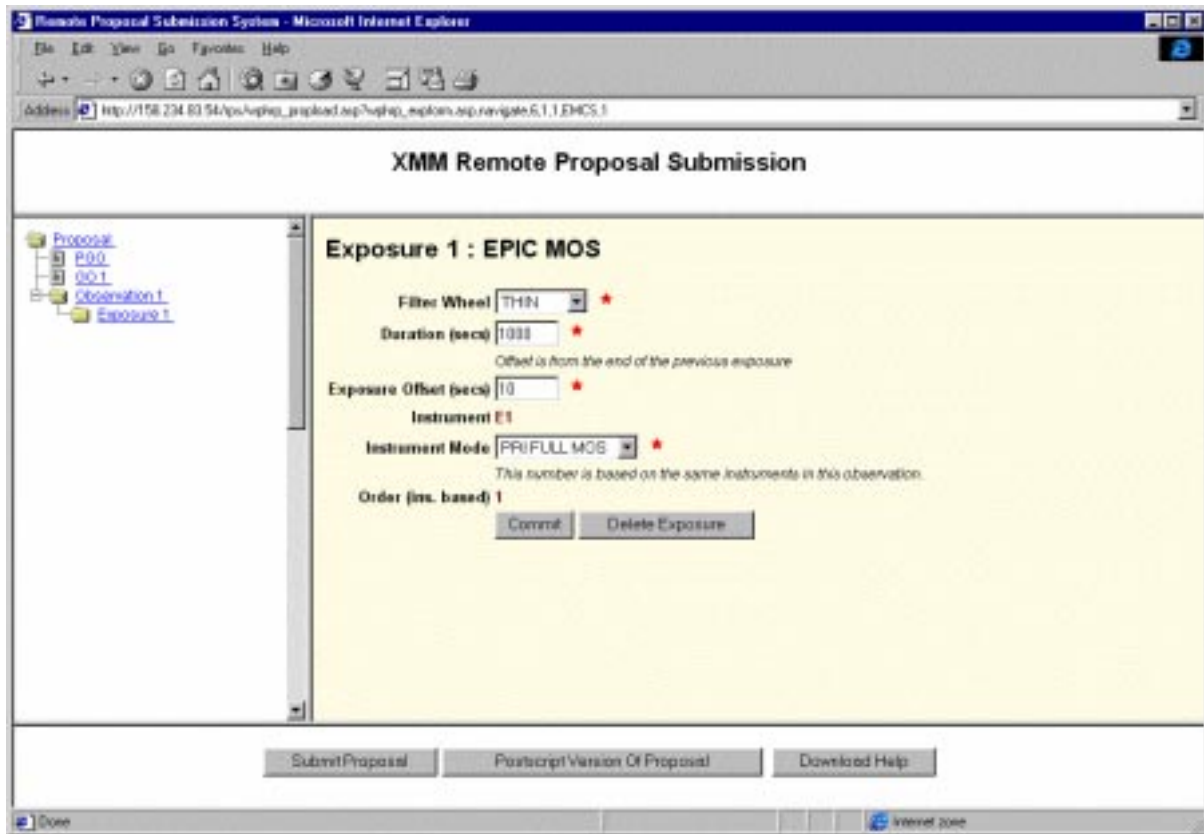 Remote Proposal Submission System - Microsoft Internet Explorer
File Edit View Go Favorites Help
Address
XMM Remote Proposal Submission
Proposal
OO1
Observation 1
Exposure 1
Exposure 1 : EPIC MOS
Filter Wheel THIN *
Duration (secs) 1000 *
Offset is from the end of the previous exposure
Exposure Offset (secs) 10 *
Instrument E1
Instrument Mode PRI FULL MOS *
This number is based on the same instruments in this observation.
Order (ins. based) 1
Commit Delete Exposure
Submit Proposal Postscript Version Of Proposal Download Help
Done Internet zone